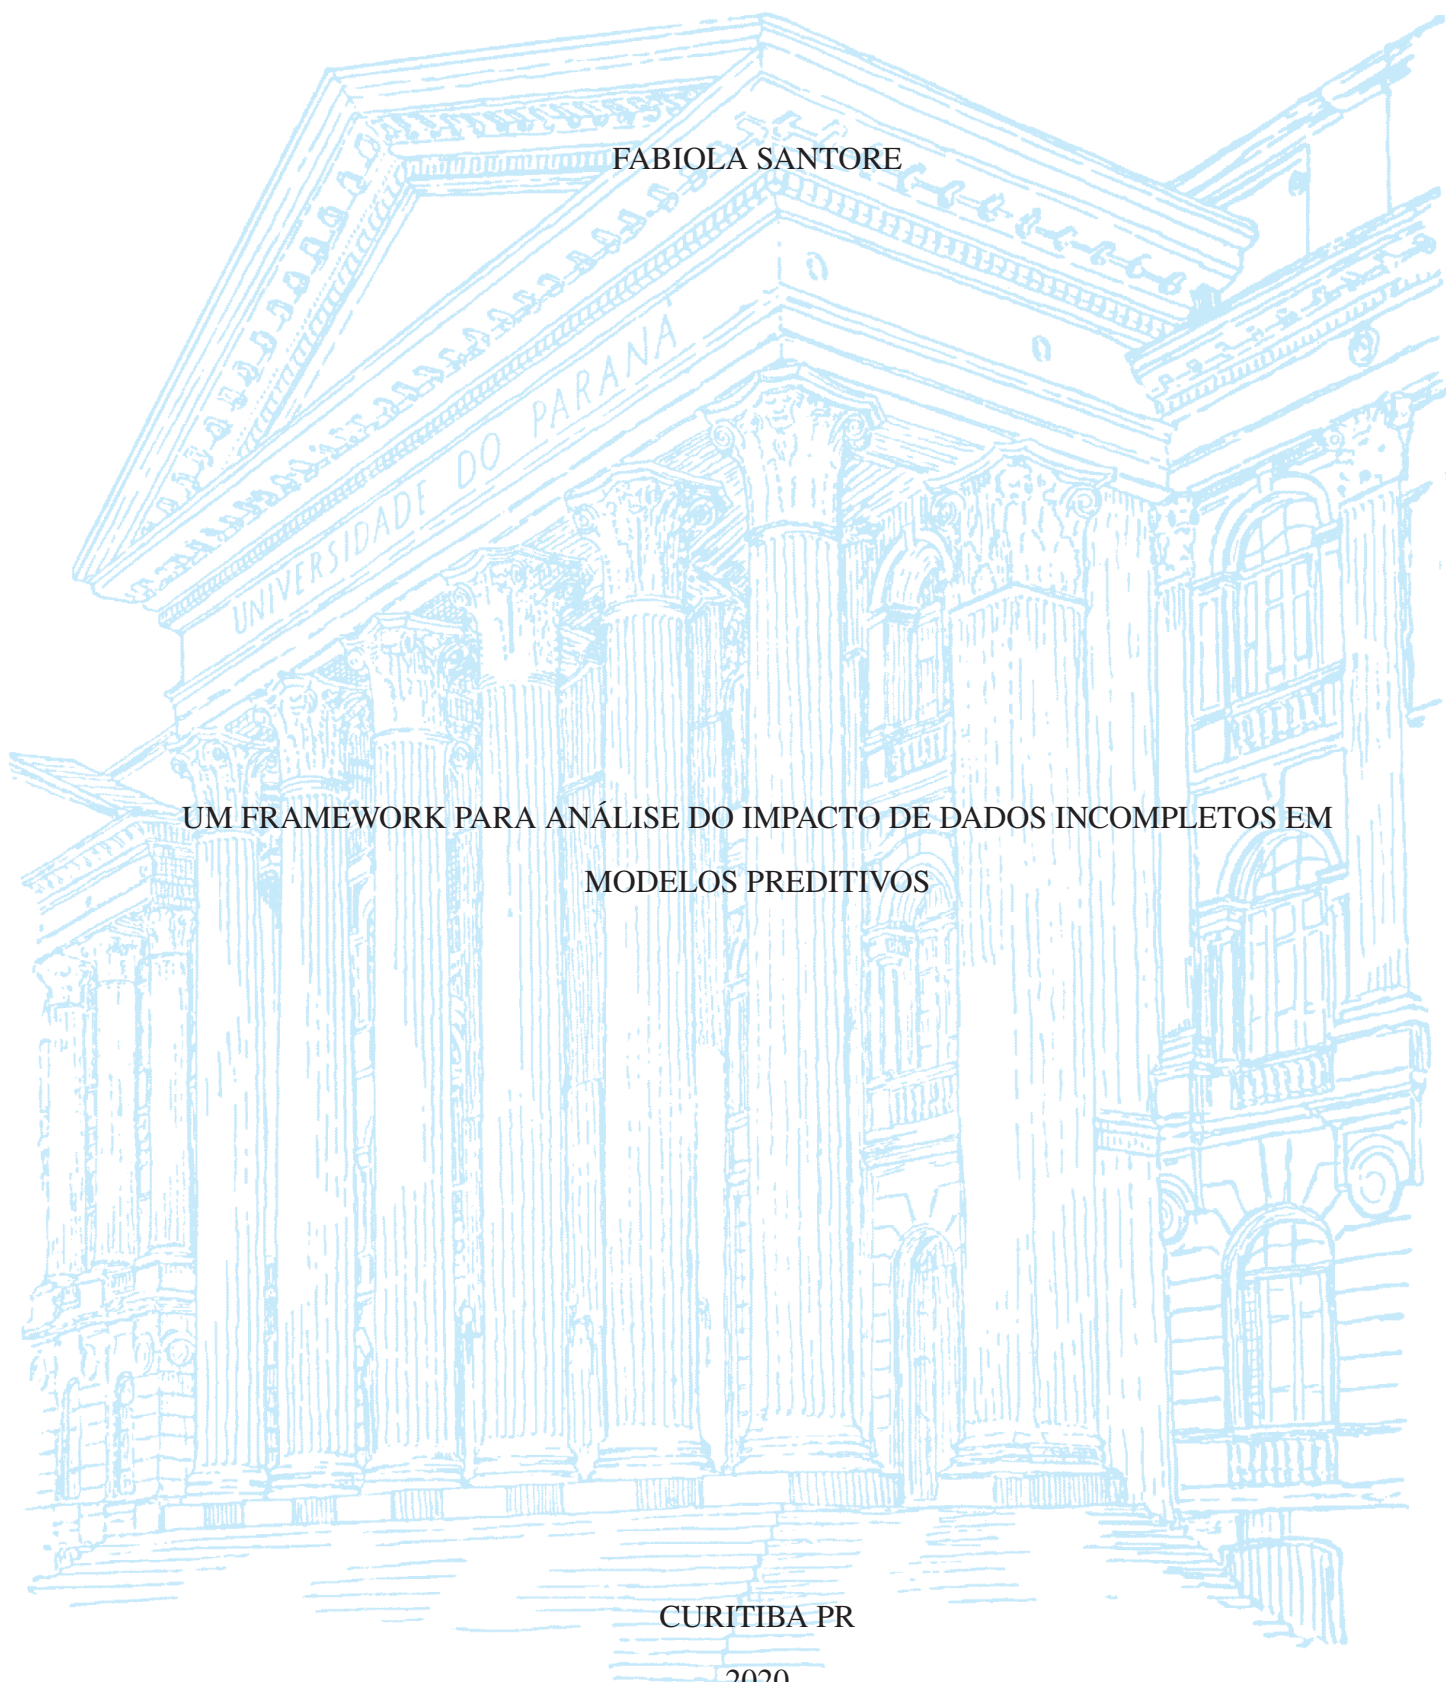 FABIOLA SANTORE
UNIVERSIDADE DO PARANÁ
UM FRAMEWORK PARA ANÁLISE DO IMPACTO DE DADOS INCOMPLETOS EM
MODELOS PREDITIVOS
CURITIBA PR
2020